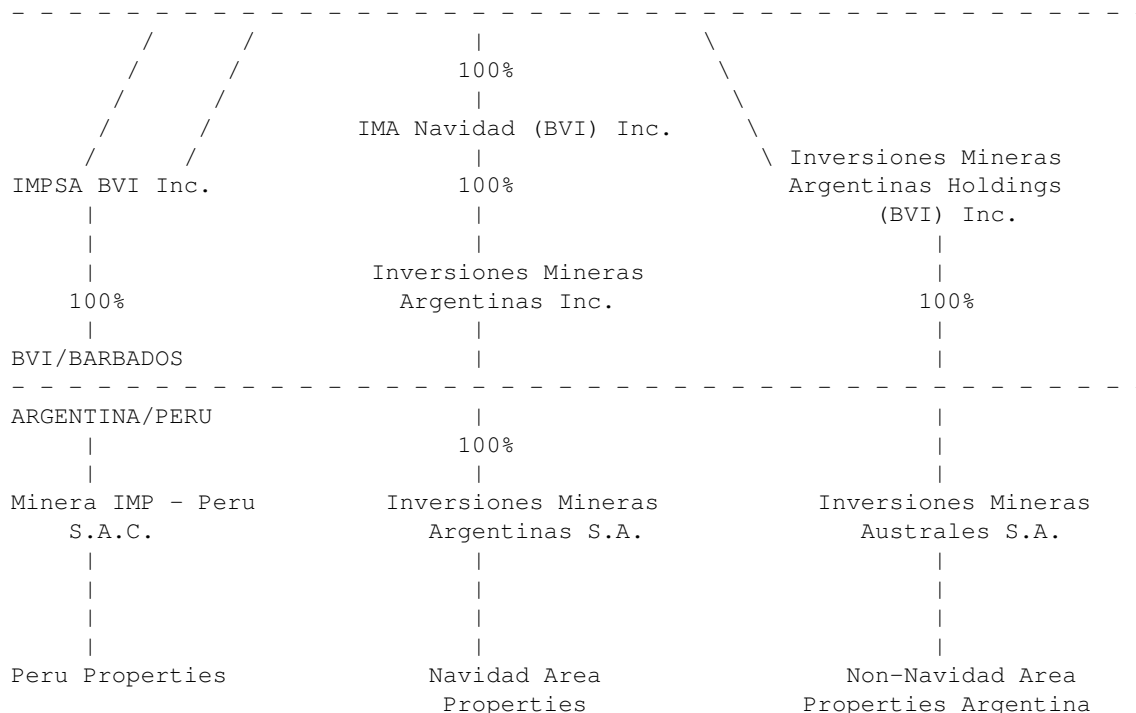 100%
IMA Navidad (BVI) Inc.
Inversiones Mineras
IMPSA BVI Inc. 100% Argentinas Holdings
(BVI) Inc.
Inversiones Mineras
100% Argentinas Inc. 100%
BVI/BARBADOS
ARGENTINA/PERU
100%
Minera IMP - Peru Inversiones Mineras Inversiones Mineras
S.A.C. Argentinas S.A. Australes S.A.
Peru Properties Navidad Area Non-Navidad Area
Properties Properties Argentina